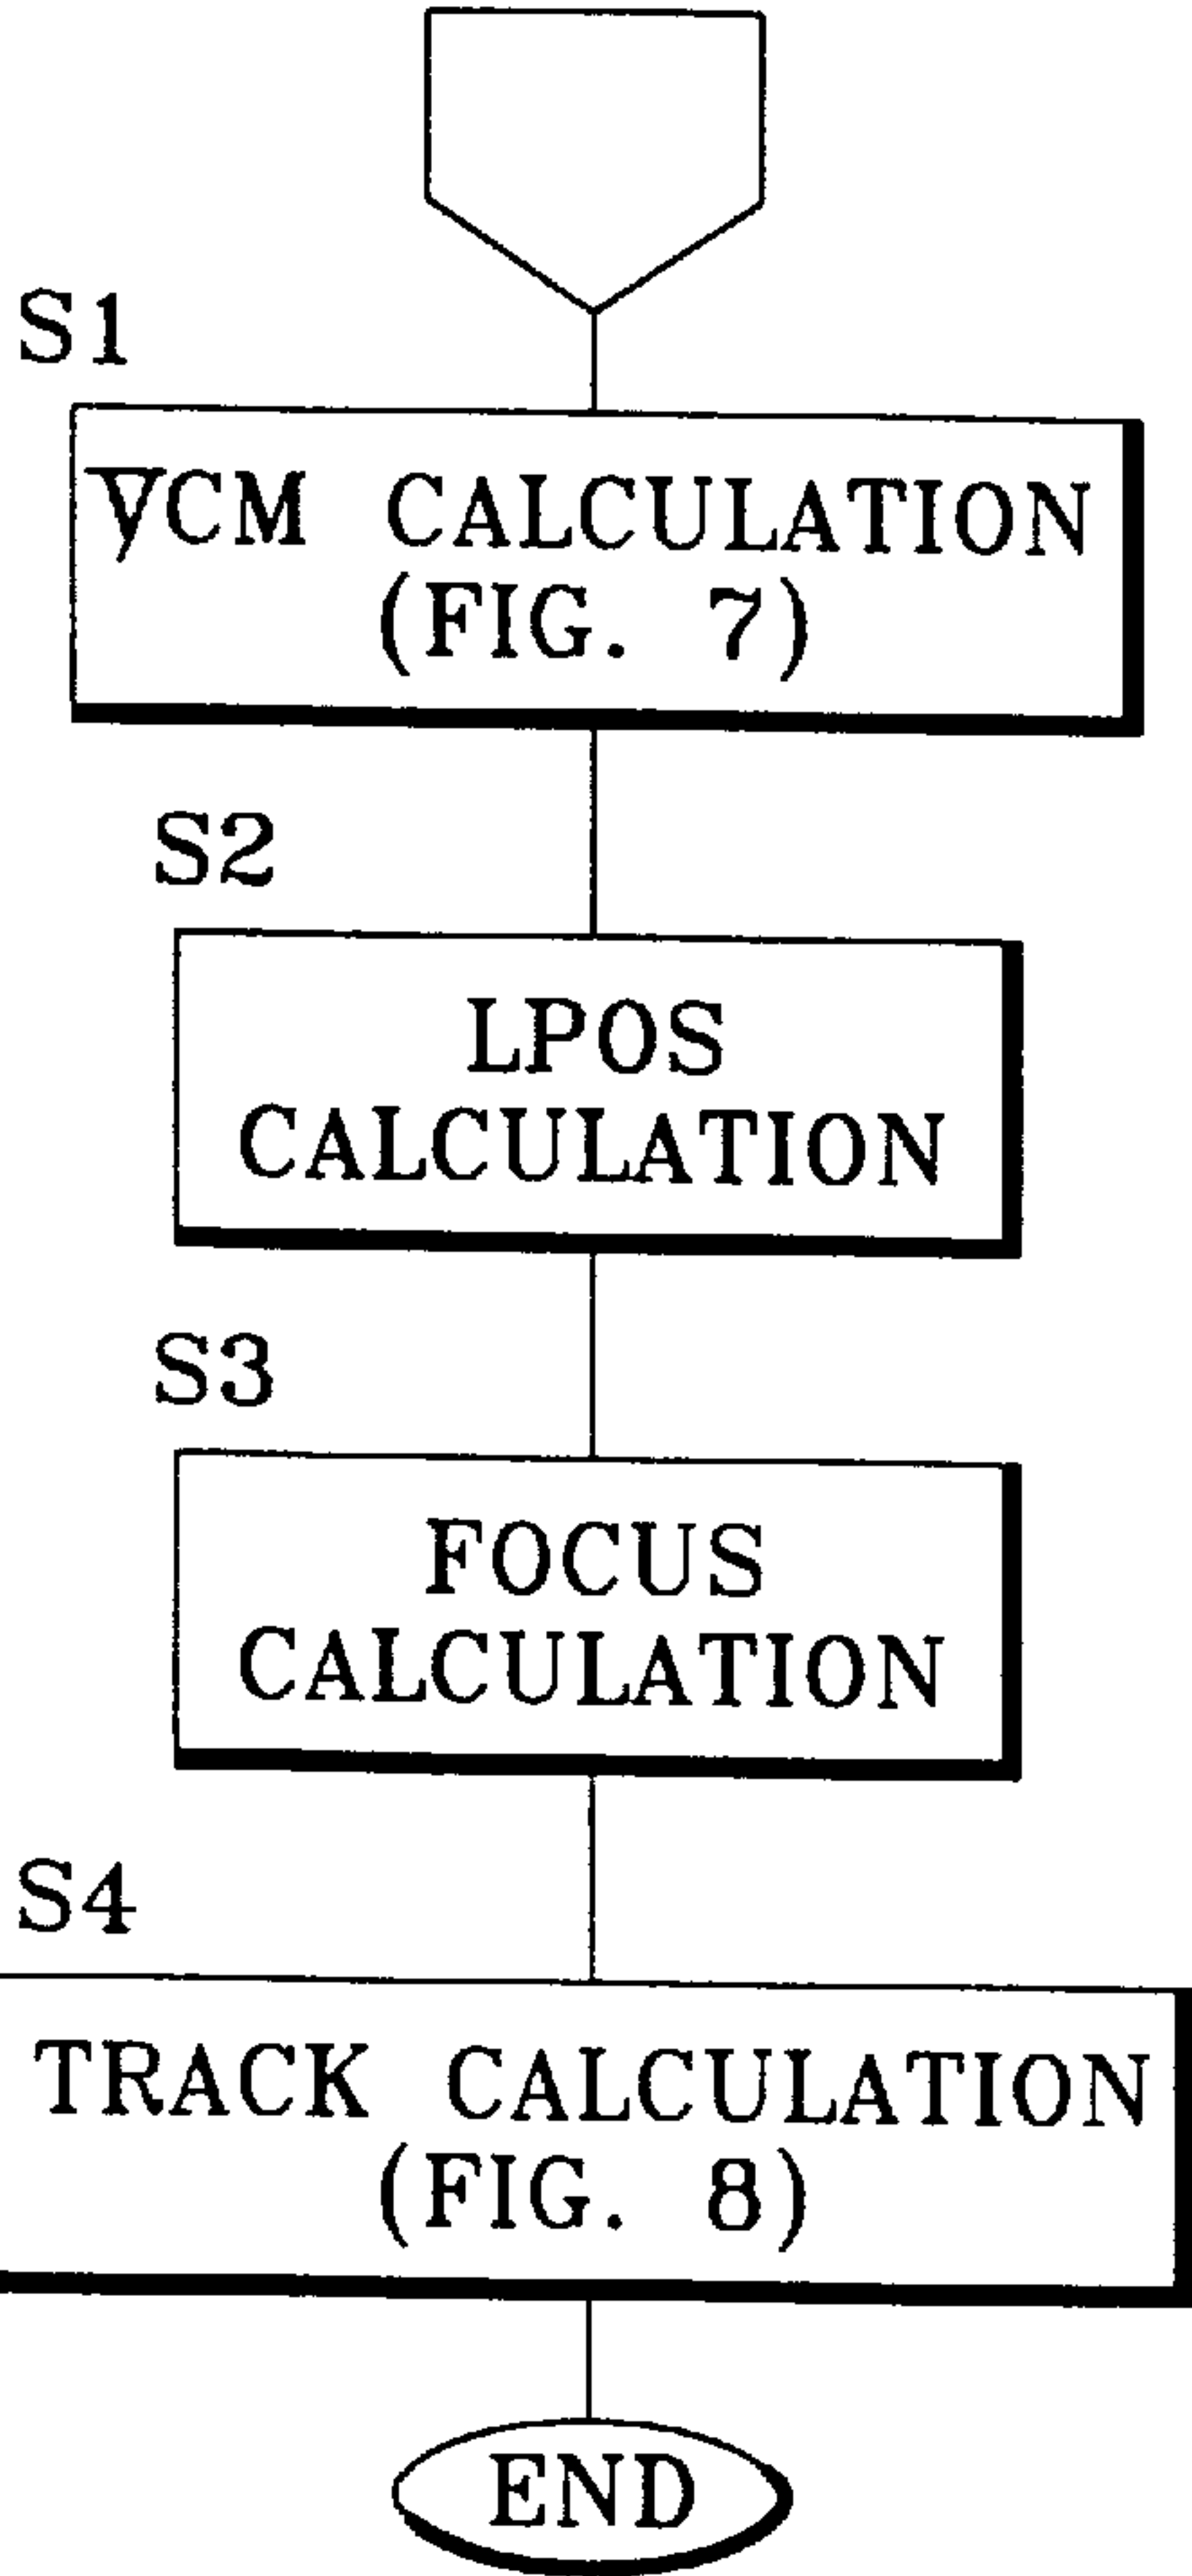 S1
VCM CALCULATION
(FIG. 7)
S2
LPOS
CALCULATION
S3
FOCUS
CALCULATION
S4
TRACK CALCULATION
(FIG. 8)
END